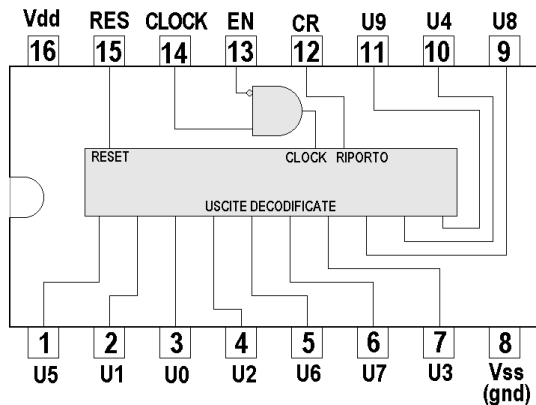 Vdd RES CLOCK EN CR U9 U4 U8
16 15 14 13 12 11 10 9
RESET CLOCK RIPORTO
USCITE DECODIFICATE
1 2 3 4 5 6 7 8
U5 U1 U0 U2 U6 U7 U3 Vss
(gnd)